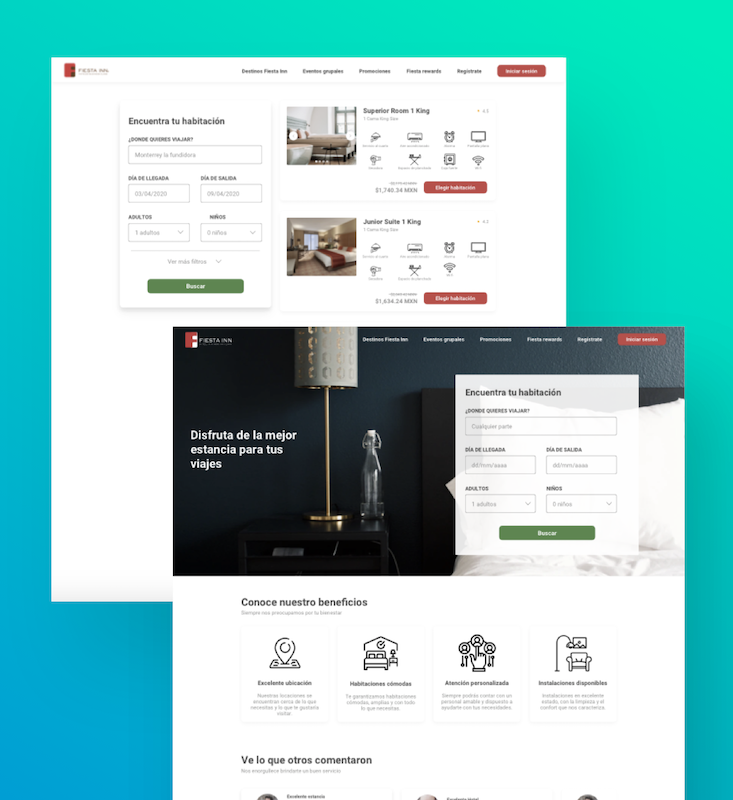 FIESTA INN
Destinos Fiesta Inn
Eventos grupales
Promociones
Fiesta rewards
Regístrate
Iniciar sesión
Encuentra tu habitación
¿DONDE QUIERES VIAJAR?
Monterrey la fundidora
DÍA DE LLEGADA
DÍA DE SALIDA
03/04/2020
09/04/2020
ADULTOS
NIÑOS
1 adultos
0 niños
Ver más filtros
Buscar
Superior Room 1 King
1 Cama King Size
$1,740.34 MXN
Elegir habitación
Junior Suite 1 King
1 Cama King Size
$1,634.24 MXN
Elegir habitación
FIESTA INN
Destinos Fiesta Inn
Eventos grupales
Promociones
Fiesta rewards
Regístrate
Iniciar sesión
Disfruta de la mejor
estancia para tus
viajes
Encuentra tu habitación
¿DONDE QUIERES VIAJAR?
Cualquier parte
DÍA DE LLEGADA
DÍA DE SALIDA
dd/mm/aaaa
dd/mm/aaaa
ADULTOS
NIÑOS
1 adultos
0 niños
Buscar
Conoce nuestro beneficios
Siempre nos preocupamos por tu bienestar
Excelente ubicación
Nuestras locaciones se
encuentran cerca de lo que
necesitas y lo que te gustaría
visitar
Habitaciones cómodas
Te garantizamos habitaciones
cómodas, amplias y con todo
lo que necesitas.
Atención personalizada
Siempre podrás contar con un
personal amable y dispuesto a
ayudarte con tus necesidades.
Instalaciones disponibles
Instalaciones en excelente
estado, con la limpieza y el
confort que nos caracteriza.
Ve lo que otros comentaron
Nos enorgullece brindarte un buen servicio
Excelente estancia
Excelente Hotel